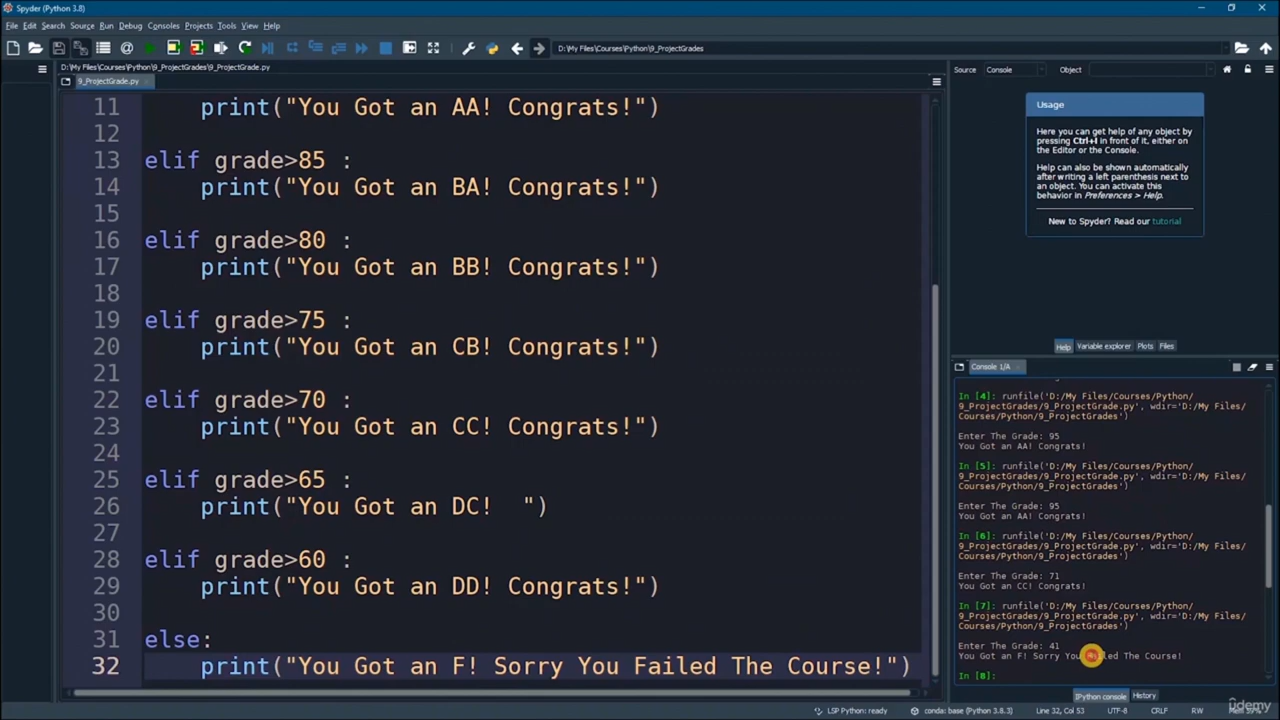 Spyder (Python 3.8)
File Edit Search Source Run Debug Consoles Projects Tools View Help
D:\My Files\Courses\Python\9_ProjectGrades
D:\My Files\Courses\Python\9_ProjectGrades\9_ProjectGrade.py
9_ProjectGrade.py
11 print("You Got an AA! Congrats!")
12
13 elif grade>85 :
14 print("You Got an BA! Congrats!")
15
16 elif grade>80 :
17 print("You Got an BB! Congrats!")
18
19 elif grade>75 :
20 print("You Got an CB! Congrats!")
21
22 elif grade>70 :
23 print("You Got an CC! Congrats!")
24
25 elif grade>65 :
26 print("You Got an DC!  ")
27
28 elif grade>60 :
29 print("You Got an DD! Congrats!")
30
31 else:
32 print("You Got an F! Sorry You Failed The Course!")
Source Console Object
Usage
Here you can get help of any object by
pressing Ctrl+I in front of it, either on
the Editor or the Console.
Help can also be shown automatically
after writing a left parenthesis next to
an object. You can activate this
behavior in Preferences > Help.
New to Spyder? Read our tutorial
Help Variable explorer Plots Files
Console 1/A
In [4]: runfile('D:/My Files/Courses/Python/
9_ProjectGrades/9_ProjectGrade.py', wdir='D:/My Files/
Courses/Python/9_ProjectGrades')
Enter The Grade: 95
You Got an AA! Congrats!
In [5]: runfile('D:/My Files/Courses/Python/
9_ProjectGrades/9_ProjectGrade.py', wdir='D:/My Files/
Courses/Python/9_ProjectGrades')
Enter The Grade: 95
You Got an AA! Congrats!
In [6]: runfile('D:/My Files/Courses/Python/
9_ProjectGrades/9_ProjectGrade.py', wdir='D:/My Files/
Courses/Python/9_ProjectGrades')
Enter The Grade: 71
You Got an CC! Congrats!
In [7]: runfile('D:/My Files/Courses/Python/
9_ProjectGrades/9_ProjectGrade.py', wdir='D:/My Files/
Courses/Python/9_ProjectGrades')
Enter The Grade: 41
You Got an F! Sorry You Failed The Course!
In [8]:
IPython console History
LSP Python: ready conda: base (Python 3.8.3) Line 32, Col 53 UTF-8 CRLF RW
ûdemy